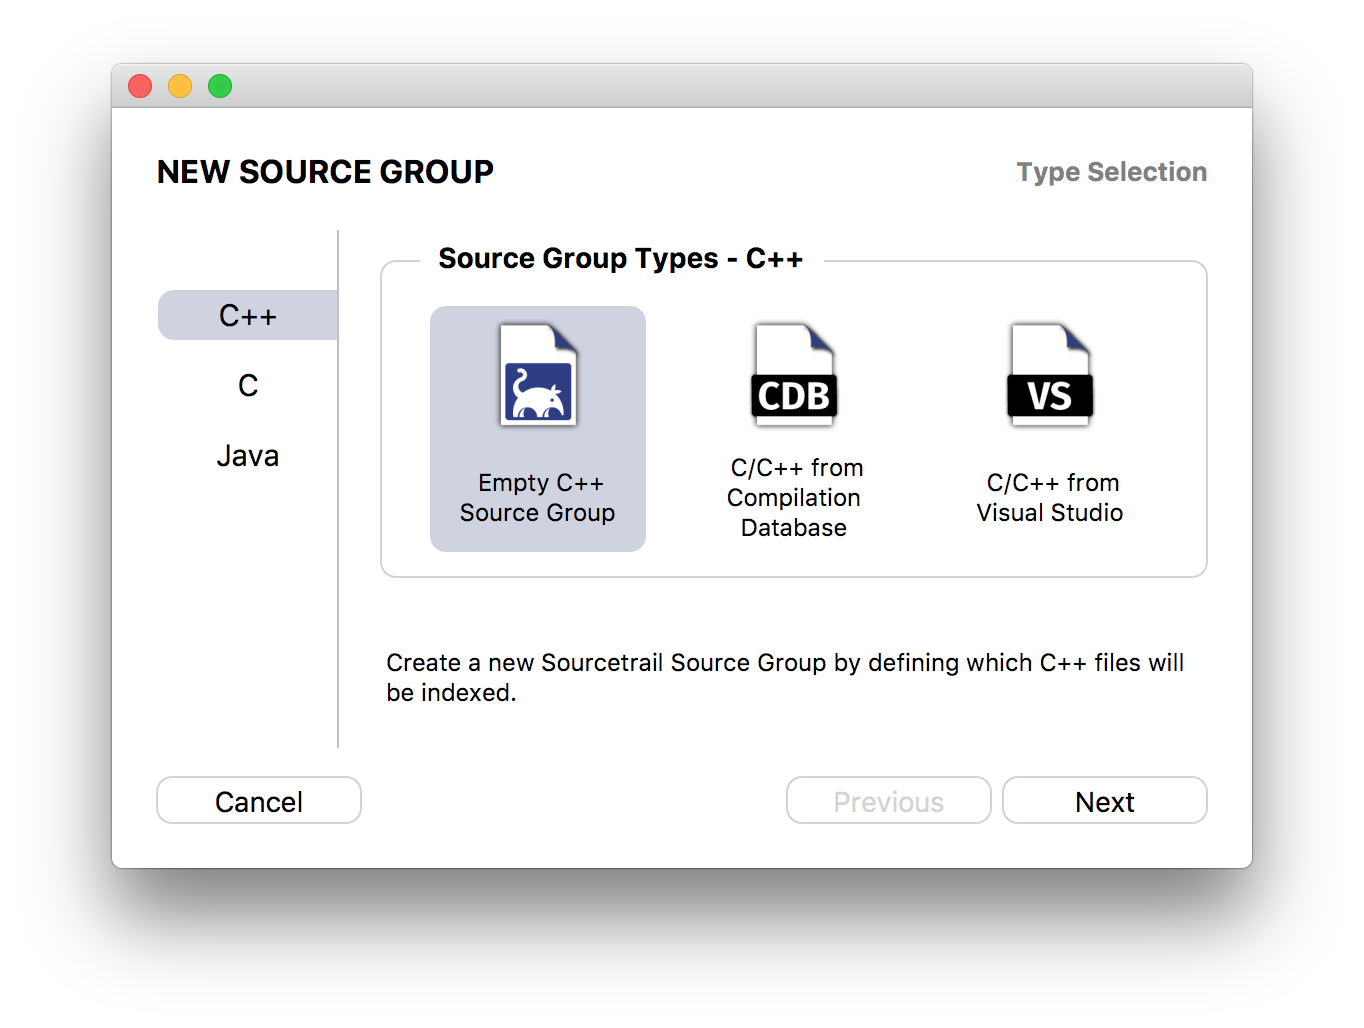 NEW SOURCE GROUP
Type Selection
C++
C
Java
Source Group Types - C++
Empty C++
Source Group
CDB
C/C++ from
Compilation
Database
VS
C/C++ from
Visual Studio
Create a new Sourcetrail Source Group by defining which C++ files will
be indexed.
Cancel
Previous
Next